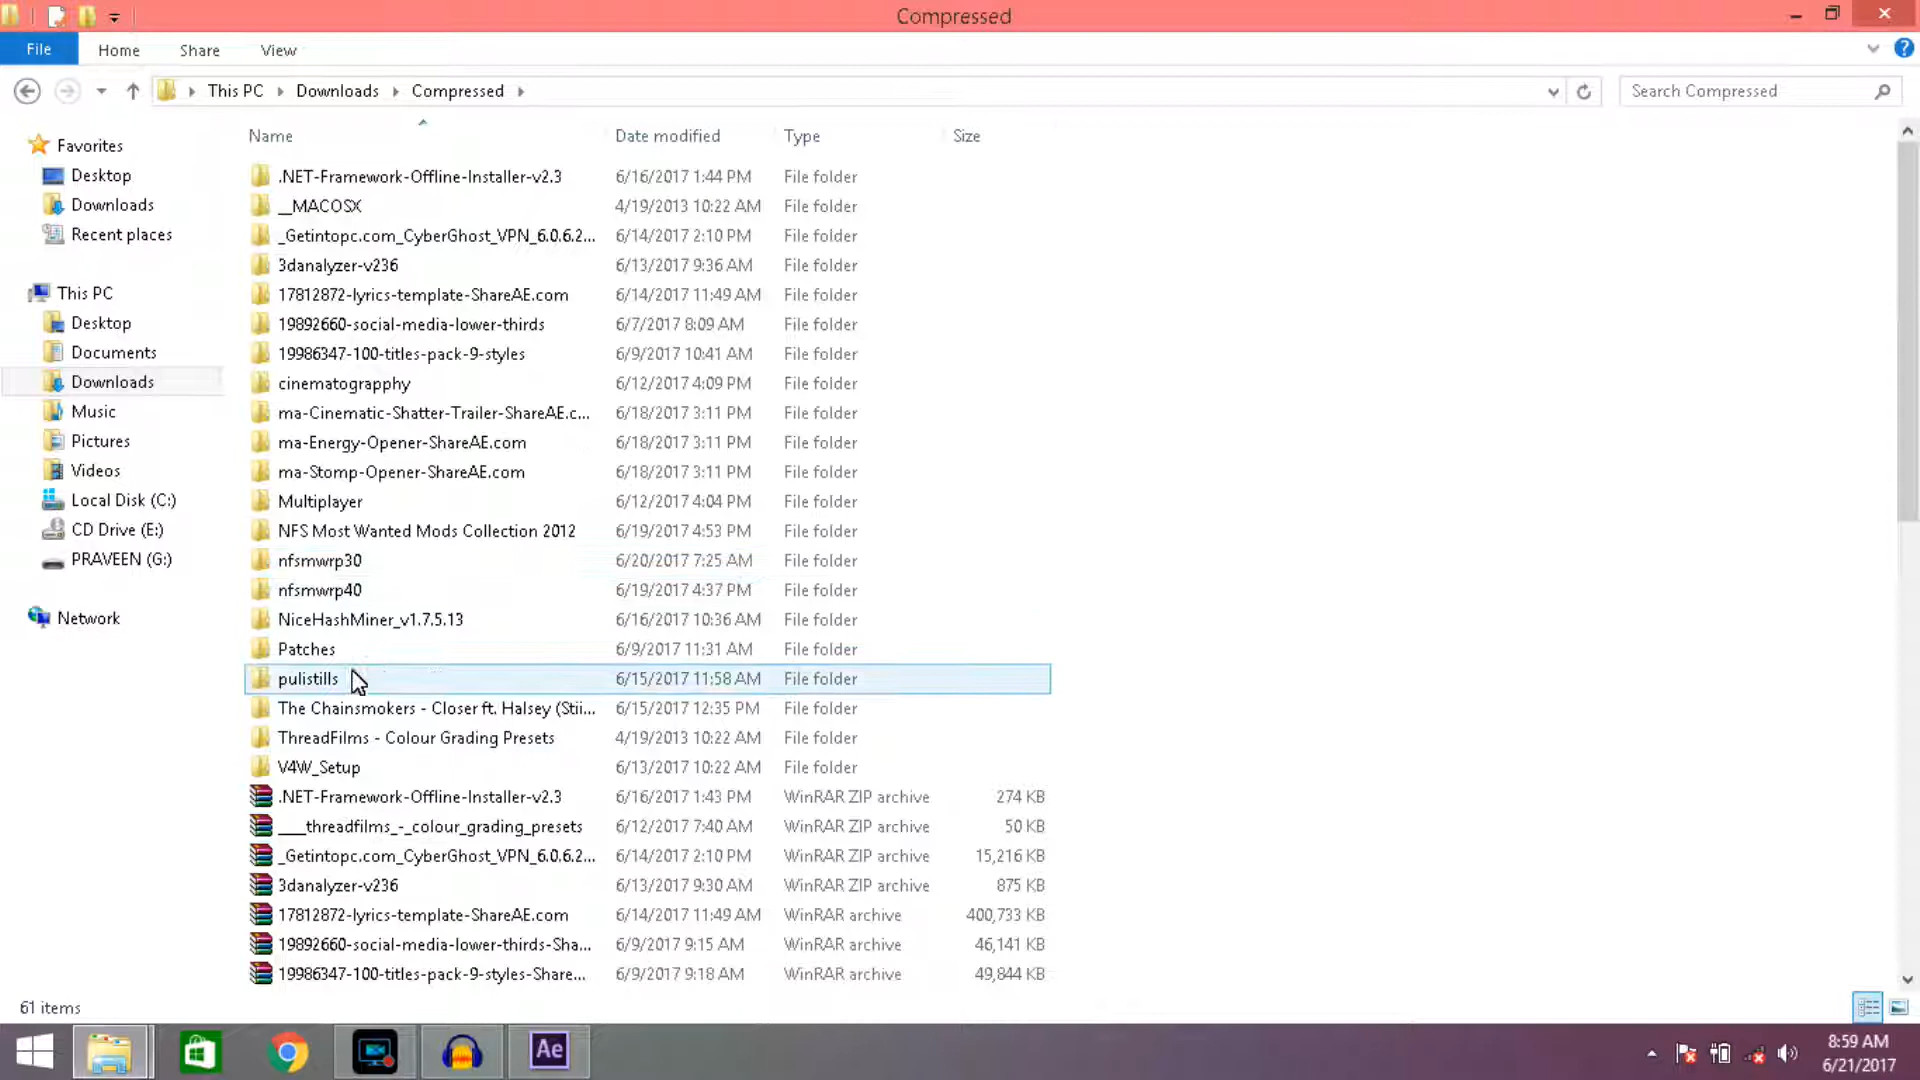 Compressed
File Home Share View
This PC Downloads Compressed Search Compressed
Name Date modified Type Size
Favorites
Desktop
Downloads
Recent places
This PC
Desktop
Documents
Downloads
Music
Pictures
Videos
Local Disk (C:)
CD Drive (E:)
PRAVEEN (G:)
Network
.NET-Framework-Offline-Installer-v2.3 6/16/2017 1:44 PM File folder
__MACOSX 4/19/2013 10:22 AM File folder
_Getintopc.com_CyberGhost_VPN_6.0.6.2... 6/14/2017 2:10 PM File folder
3danalyzer-v236 6/13/2017 9:36 AM File folder
17812872-lyrics-template-ShareAE.com 6/14/2017 11:49 AM File folder
19892660-social-media-lower-thirds 6/7/2017 8:09 AM File folder
19986347-100-titles-pack-9-styles 6/9/2017 10:41 AM File folder
cinematograpphy 6/12/2017 4:09 PM File folder
ma-Cinematic-Shatter-Trailer-ShareAE.c... 6/18/2017 3:11 PM File folder
ma-Energy-Opener-ShareAE.com 6/18/2017 3:11 PM File folder
ma-Stomp-Opener-ShareAE.com 6/18/2017 3:11 PM File folder
Multiplayer 6/12/2017 4:04 PM File folder
NFS Most Wanted Mods Collection 2012 6/19/2017 4:53 PM File folder
nfsmwrp30 6/20/2017 7:25 AM File folder
nfsmwrp40 6/19/2017 4:37 PM File folder
NiceHashMiner_v1.7.5.13 6/16/2017 10:36 AM File folder
Patches 6/9/2017 11:31 AM File folder
pulistills 6/15/2017 11:58 AM File folder
The Chainsmokers - Closer ft. Halsey (Stii... 6/15/2017 12:35 PM File folder
ThreadFilms - Colour Grading Presets 4/19/2013 10:22 AM File folder
V4W_Setup 6/13/2017 10:22 AM File folder
.NET-Framework-Offline-Installer-v2.3 6/16/2017 1:43 PM WinRAR ZIP archive 274 KB
___threadfilms_-_colour_grading_presets 6/12/2017 7:40 AM WinRAR ZIP archive 50 KB
_Getintopc.com_CyberGhost_VPN_6.0.6.2... 6/14/2017 2:10 PM WinRAR ZIP archive 15,216 KB
3danalyzer-v236 6/13/2017 9:30 AM WinRAR ZIP archive 875 KB
17812872-lyrics-template-ShareAE.com 6/14/2017 11:49 AM WinRAR archive 400,733 KB
19892660-social-media-lower-thirds-Sha... 6/9/2017 9:15 AM WinRAR archive 46,141 KB
19986347-100-titles-pack-9-styles-Share... 6/9/2017 9:18 AM WinRAR archive 49,844 KB
61 items
Ae
8:59 AM
6/21/2017